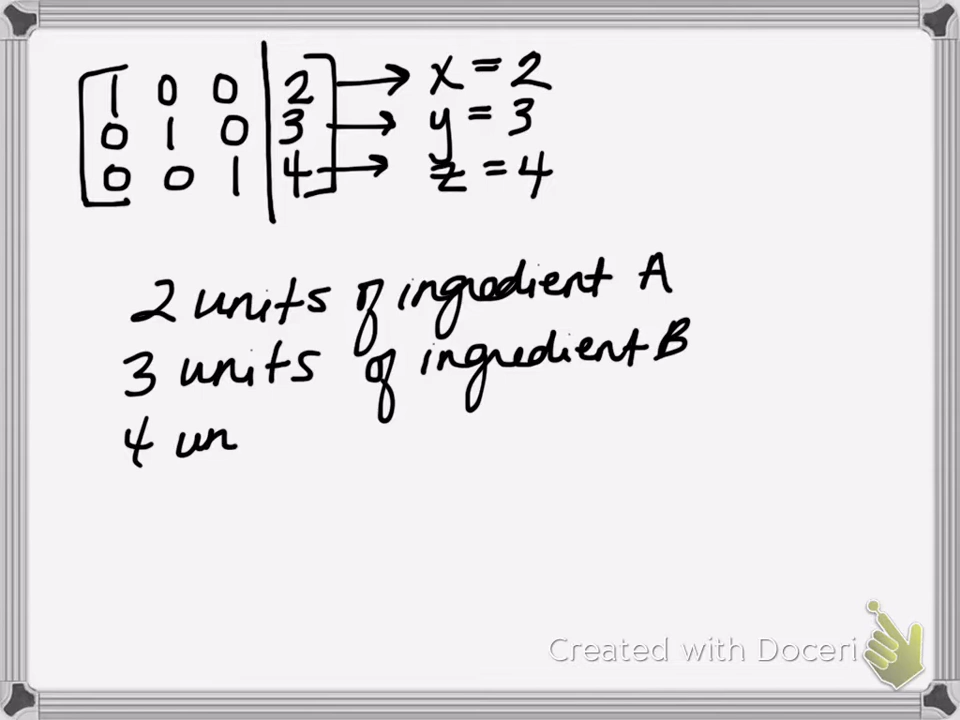 1 0 0 | 2 → x = 2
0 1 0 | 3 → y = 3
0 0 1 | 4 → z = 4
2 units of ingredient A
3 units of ingredient B
4 un
Created with Doceri